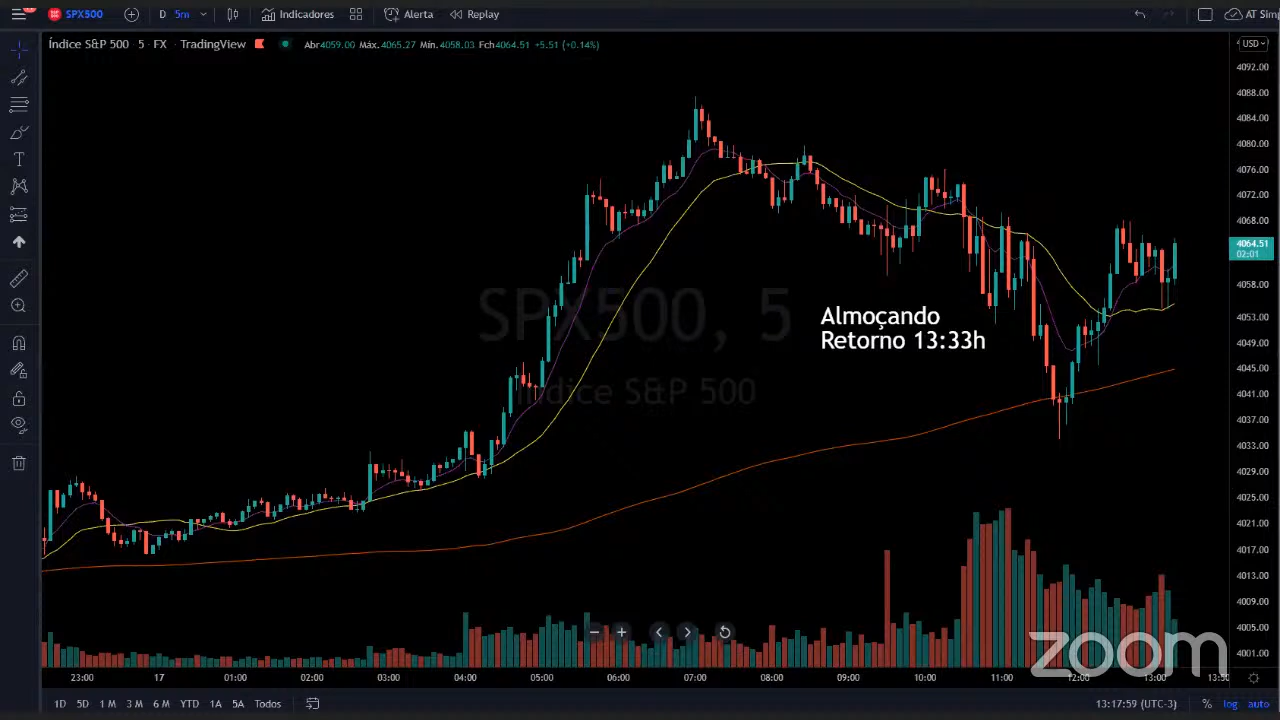 SPX500
D 5m
Indicadores
Alerta
Replay
AT Sim
Índice S&P 500 · 5 · FX · TradingView
Abr4059.00 Máx.4065.27 Mín.4058.03 Fch4064.51 +5.51 (+0.14%)
USD
4092.00
4088.00
4084.00
4080.00
4076.00
4072.00
4068.00
4064.51
02:01
4058.00
4053.00
4049.00
4045.00
4041.00
4037.00
4033.00
4029.00
4025.00
4021.00
4017.00
4013.00
4009.00
4005.00
4001.00
SPX500, 5
Índice S&P 500
Almoçando
Retorno 13:33h
zoom
23:00 17 01:00 02:00 03:00 04:00 05:00 06:00 07:00 08:00 09:00 10:00 11:00 12:00 13:00
1D 5D 1M 3M 6M YTD 1A 5A Todos
13:17:59 (UTC-3) % log auto